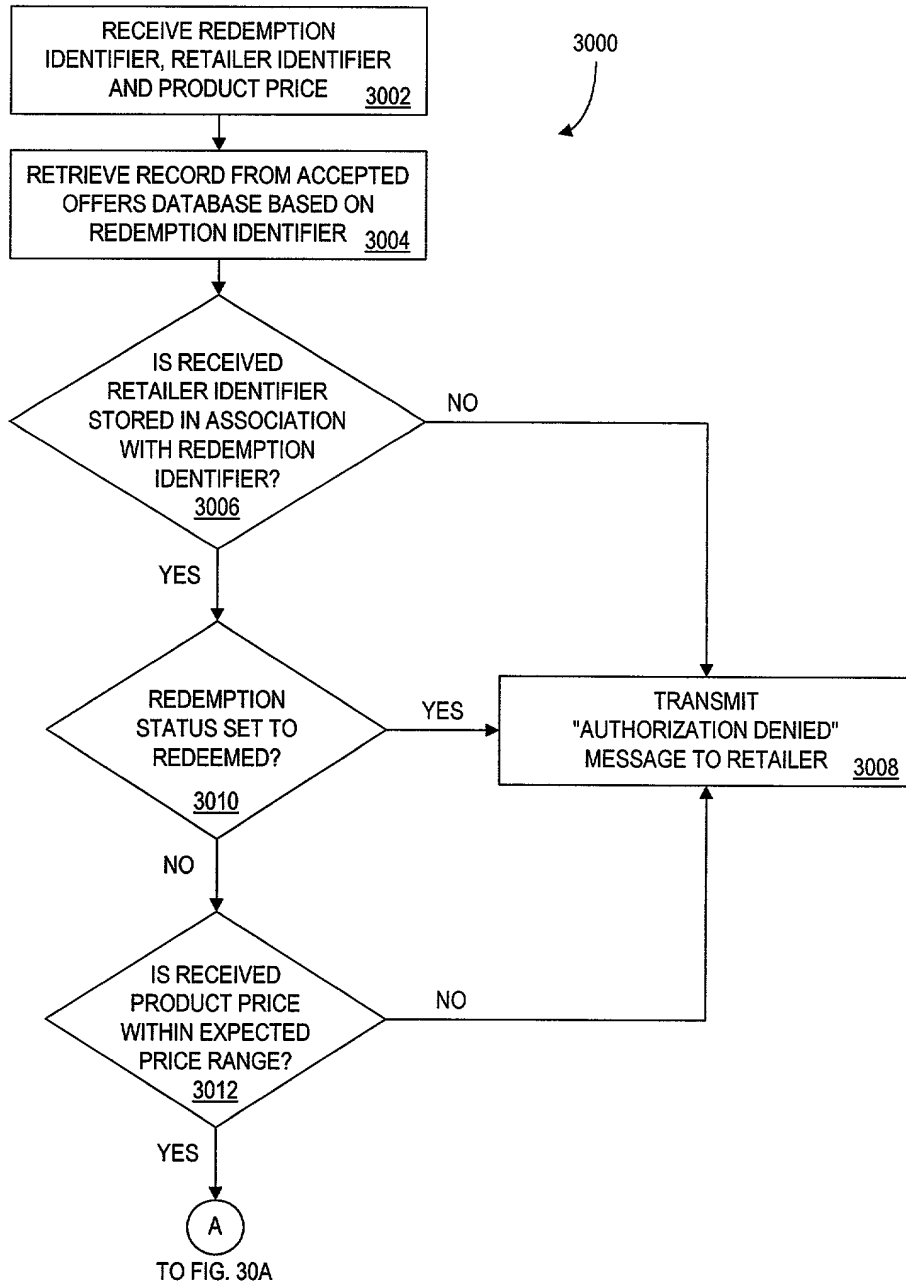 RECEIVE REDEMPTION
IDENTIFIER, RETAILER IDENTIFIER
AND PRODUCT PRICE
3002
3000
RETRIEVE RECORD FROM ACCEPTED
OFFERS DATABASE BASED ON
REDEMPTION IDENTIFIER
3004
IS RECEIVED
RETAILER IDENTIFIER
STORED IN ASSOCIATION
WITH REDEMPTION
IDENTIFIER?
3006
NO
YES
REDEMPTION
STATUS SET TO
REDEEMED?
3010
YES
TRANSMIT
"AUTHORIZATION DENIED"
MESSAGE TO RETAILER
3008
NO
IS RECEIVED
PRODUCT PRICE
WITHIN EXPECTED
PRICE RANGE?
3012
NO
YES
A
TO FIG. 30A